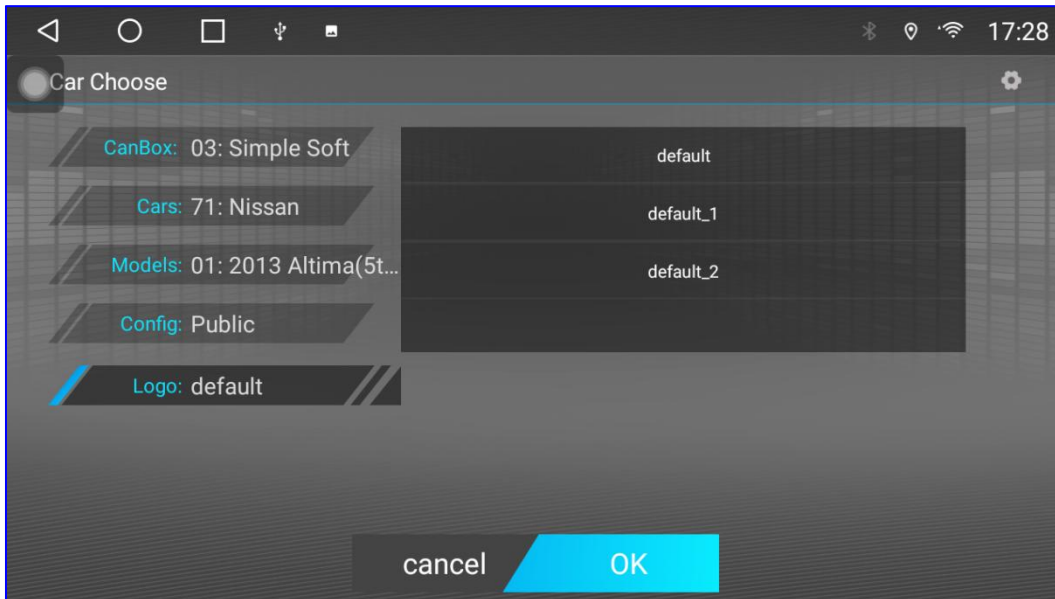 17:28
Car Choose
CanBox: 03: Simple Soft
Cars: 71: Nissan
Models: 01: 2013 Altima(5t...
Config: Public
Logo: default
default
default_1
default_2
cancel
OK